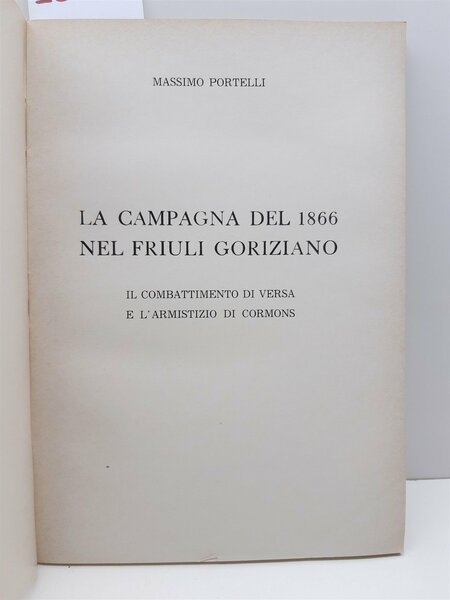 MASSIMO PORTELLI
LA CAMPAGNA DEL 1866
NEL FRIULI GORIZIANO
IL COMBATTIMENTO DI VERSA
E L'ARMISTIZIO DI CORMONS